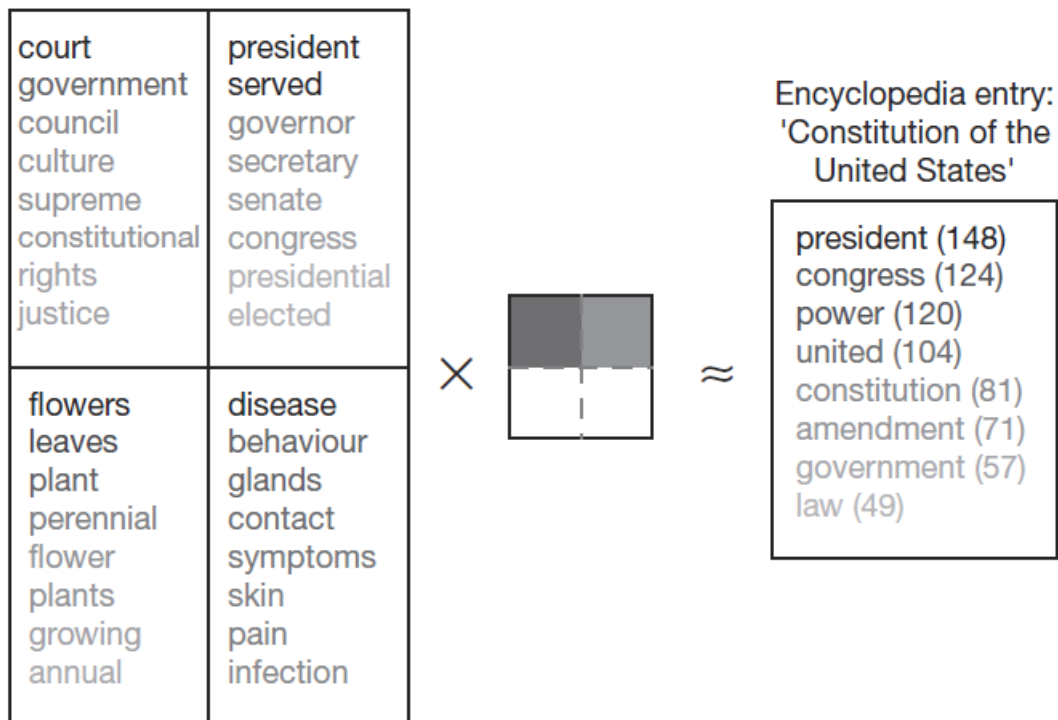 court
government
council
culture
supreme
constitutional
rights
justice
president
served
governor
secretary
senate
congress
presidential
elected
flowers
leaves
plant
perennial
flower
plants
growing
annual
disease
behaviour
glands
contact
symptoms
skin
pain
infection
×
≈
Encyclopedia entry:
'Constitution of the
United States'
president (148)
congress (124)
power (120)
united (104)
constitution (81)
amendment (71)
government (57)
law (49)